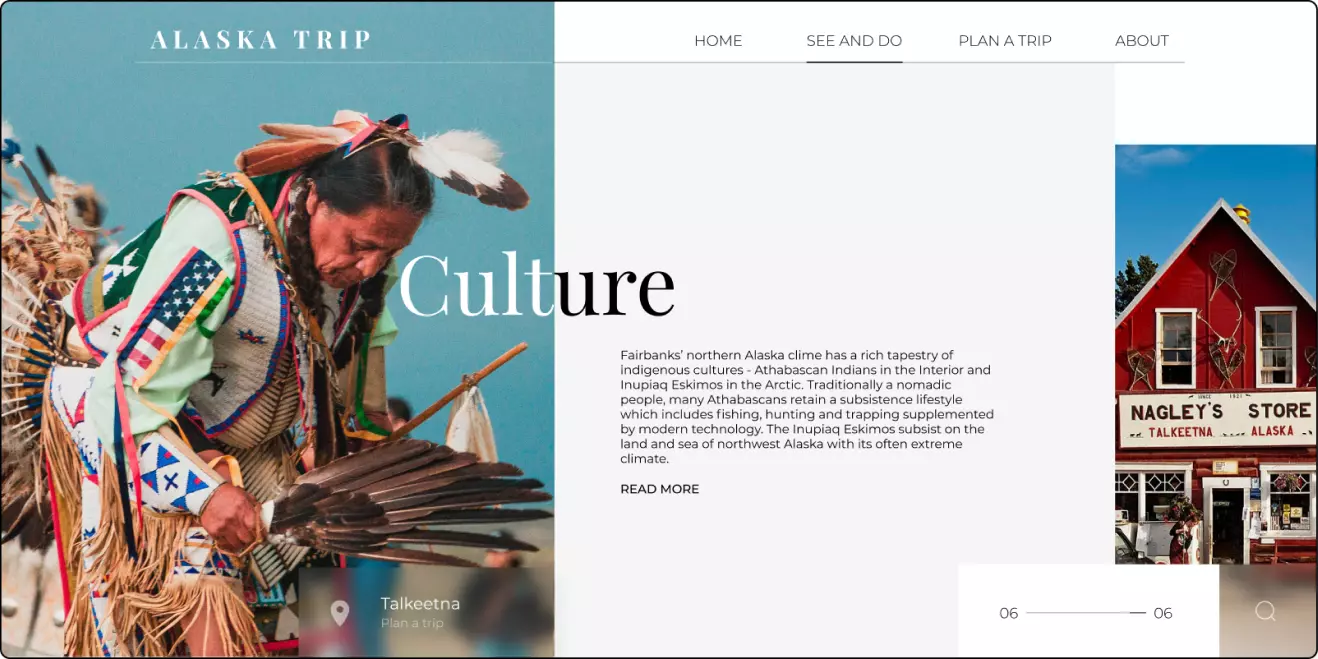 ALASKA TRIP
HOME
SEE AND DO
PLAN A TRIP
ABOUT
Culture
Fairbanks’ northern Alaska clime has a rich tapestry of
indigenous cultures - Athabascan Indians in the Interior and
Inupiaq Eskimos in the Arctic. Traditionally a nomadic
people, many Athabascans retain a subsistence lifestyle
which includes fishing, hunting and trapping supplemented
by modern technology. The Inupiaq Eskimos subsist on the
land and sea of northwest Alaska with its often extreme
climate.
READ MORE
SINCE 1921
NAGLEY'S STORE
TALKEETNA ALASKA
Talkeetna
Plan a trip
06
06